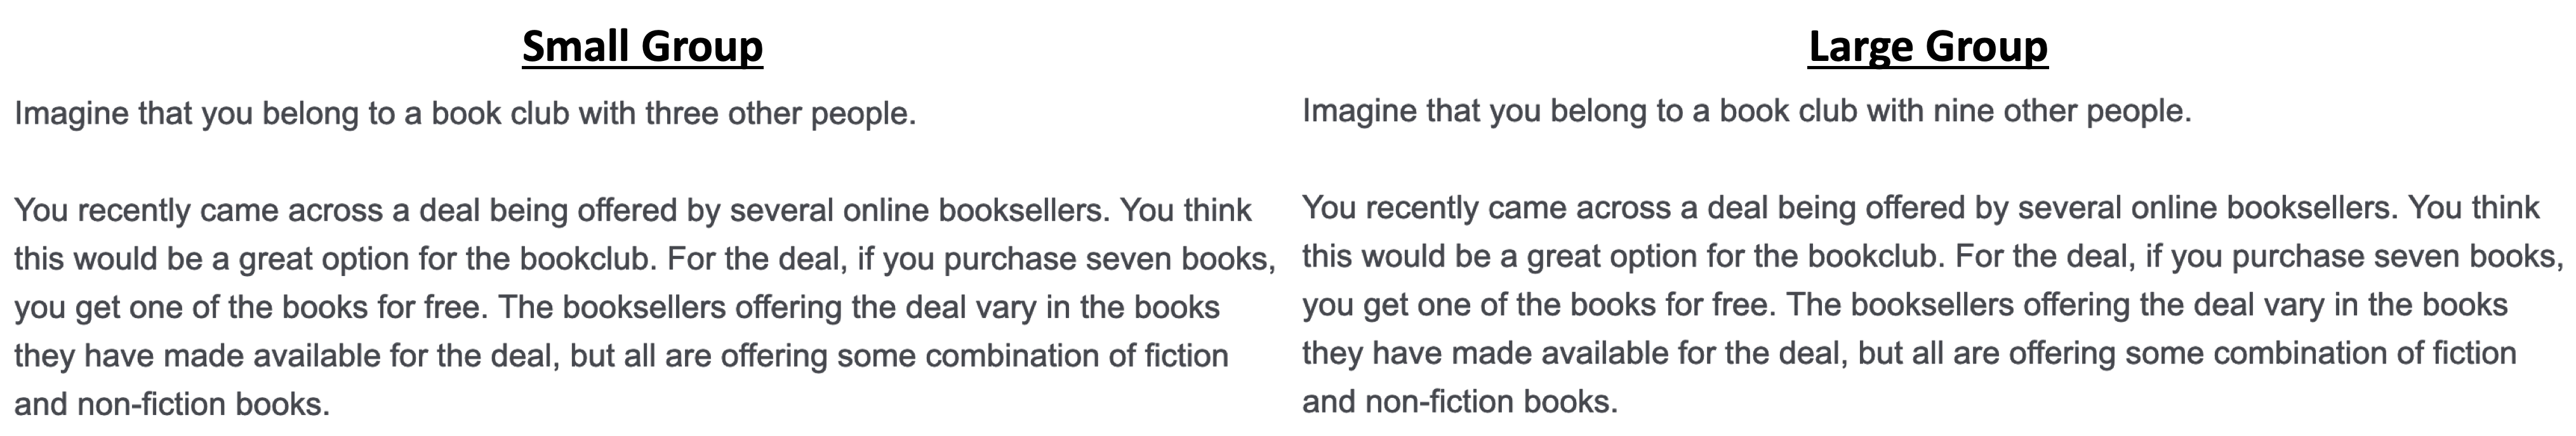 Small Group
Imagine that you belong to a book club with three other people.
You recently came across a deal being offered by several online booksellers. You think
this would be a great option for the bookclub. For the deal, if you purchase seven books,
you get one of the books for free. The booksellers offering the deal vary in the books
they have made available for the deal, but all are offering some combination of fiction
and non-fiction books.
Large Group
Imagine that you belong to a book club with nine other people.
You recently came across a deal being offered by several online booksellers. You think
this would be a great option for the bookclub. For the deal, if you purchase seven books,
you get one of the books for free. The booksellers offering the deal vary in the books
they have made available for the deal, but all are offering some combination of fiction
and non-fiction books.